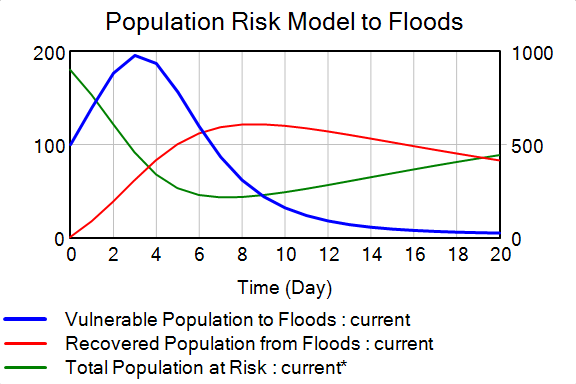 Population Risk Model to Floods
200 1000
100 500
0 0
0 2 4 6 8 10 12 14 16 18 20
Time (Day)
Vulnerable Population to Floods : current
Recovered Population from Floods : current
Total Population at Risk : current*